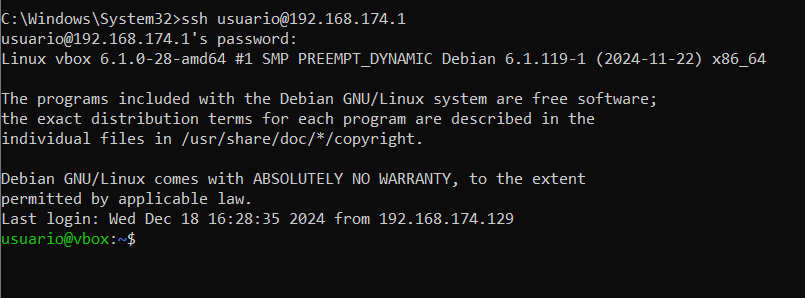 C:\Windows\System32>ssh usuario@192.168.174.1
usuario@192.168.174.1's password:
Linux vbox 6.1.0-28-amd64 #1 SMP PREEMPT_DYNAMIC Debian 6.1.119-1 (2024-11-22) x86_64

The programs included with the Debian GNU/Linux system are free software;
the exact distribution terms for each program are described in the
individual files in /usr/share/doc/*/copyright.

Debian GNU/Linux comes with ABSOLUTELY NO WARRANTY, to the extent
permitted by applicable law.
Last login: Wed Dec 18 16:28:35 2024 from 192.168.174.129
usuario@vbox:~$